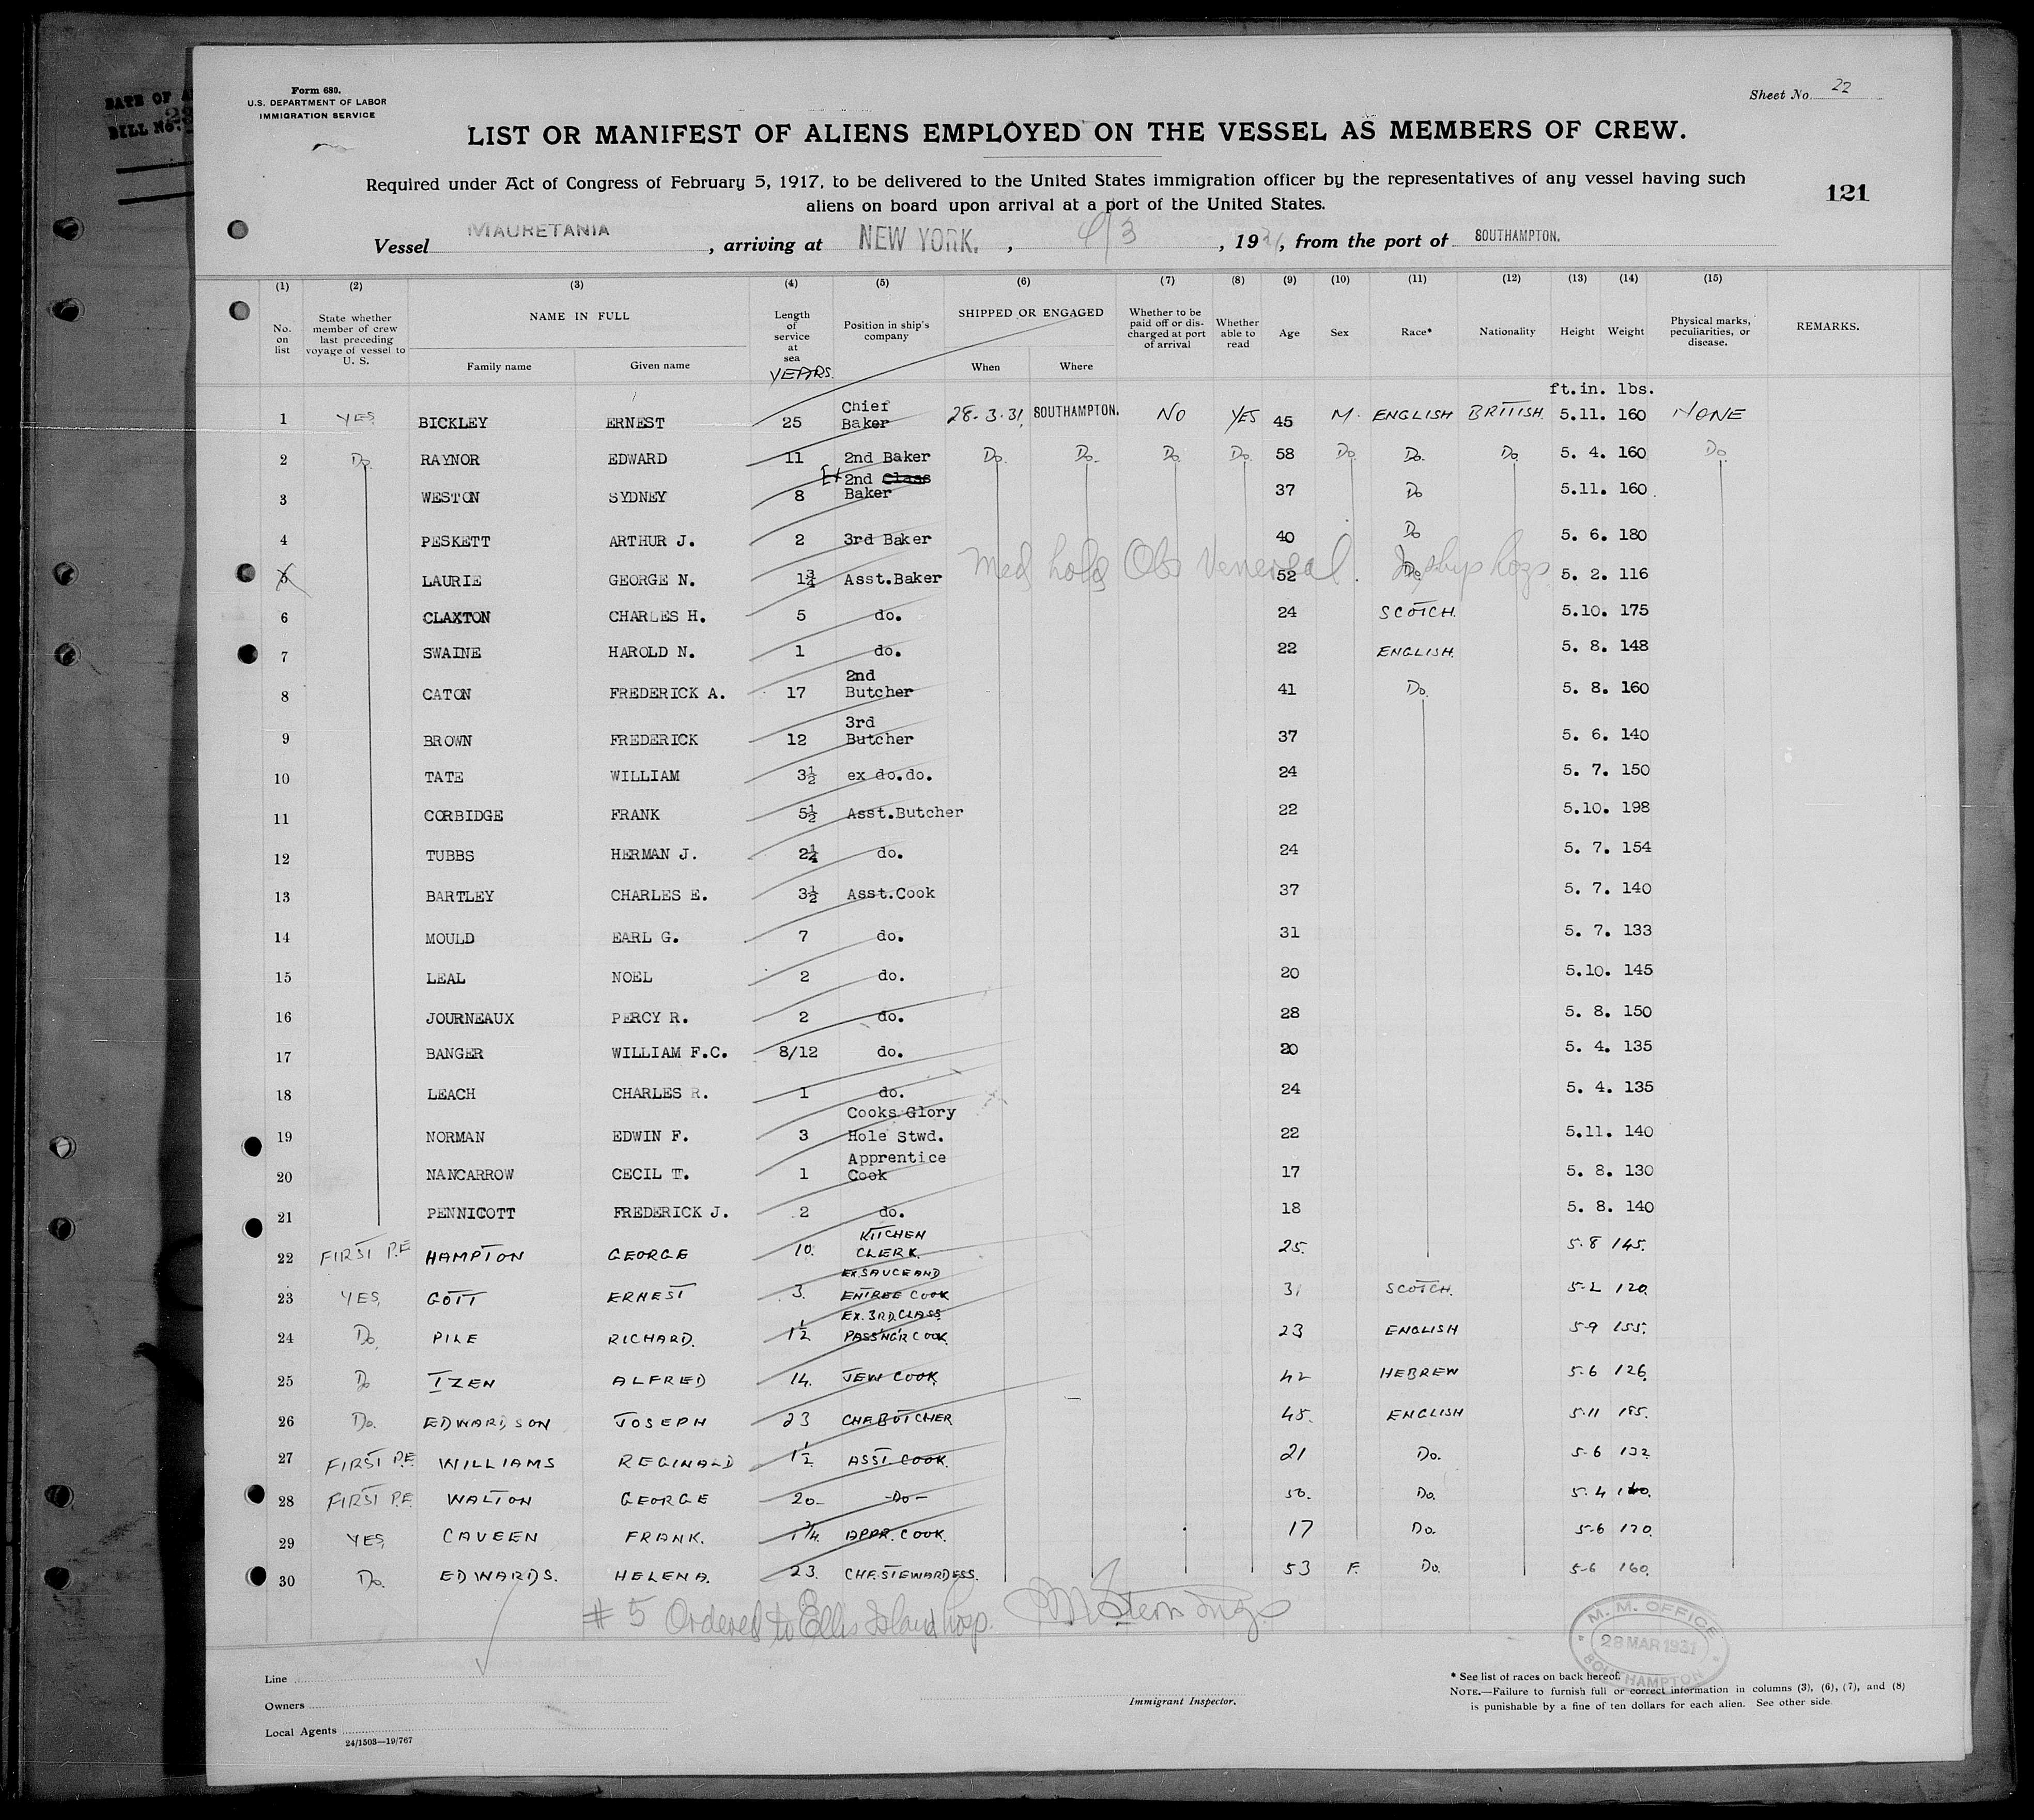 DATE OF A
BILL No.
Form 680.
U.S. DEPARTMENT OF LABOR
IMMIGRATION SERVICE
Sheet No. 22
LIST OR MANIFEST OF ALIENS EMPLOYED ON THE VESSEL AS MEMBERS OF CREW.
Required under Act of Congress of February 5, 1917, to be delivered to the United States immigration officer by the representatives of any vessel having such
aliens on board upon arrival at a port of the United States.
121
Vessel MAURETANIA, arriving at NEW YORK, 4/3, 1931, from the port of SOUTHAMPTON.
(1) (2) (3) (4) (5) (6) (7) (8) (9) (10) (11) (12) (13) (14) (15)
No. on list State whether member of crew last preceding voyage of vessel to U. S. NAME IN FULL Family name Given name Length of service at sea YEARS. Position in ship's company SHIPPED OR ENGAGED When Where Whether to be paid off or discharged at port of arrival Whether able to read Age Sex Race* Nationality Height Weight Physical marks, peculiarities, or disease. REMARKS.
ft.in. lbs.
1 YES BICKLEY ERNEST 25 Chief Baker 28.3.31. SOUTHAMPTON. NO YES 45 M. ENGLISH BRITISH. 5.11. 160 NONE
2 Do. RAYNOR EDWARD 11 2nd Baker Do. Do. Do. Do. 58 Do. Do. Do. 5. 4. 160 Do.
3 WESTON SYDNEY 8 Ex 2nd Class Baker 37 Do 5.11. 160.
4 PESKETT ARTHUR J. 2 3rd Baker 40 Do 5. 6. 180
5 LAURIE GEORGE N. 1¾ Asst.Baker Med hold Obs Venereal. 52 Do. In ships hosp 5. 2. 116
6 CLAXTON CHARLES H. 5 do. 24 SCOTCH. 5.10. 175
7 SWAINE HAROLD N. 1 do. 22 ENGLISH. 5. 8. 148
8 CATON FREDERICK A. 17 2nd Butcher 41 Do. 5. 8. 160
9 BROWN FREDERICK 12 3rd Butcher 37 5. 6. 140
10 TATE WILLIAM 3½ ex do.do. 24 5. 7. 150
11 CORBIDGE FRANK 5½ Asst.Butcher 22 5.10. 198
12 TUBBS HERMAN J. 2¼ do. 24 5. 7. 154
13 BARTLEY CHARLES E. 3½ Asst.Cook 37 5. 7. 140
14 MOULD EARL G. 7 do. 31 5. 7. 133
15 LEAL NOEL 2 do. 20 5.10. 145
16 JOURNEAUX PERCY R. 2 do. 28 5. 8. 150
17 BANGER WILLIAM F.C. 8/12 do. 20 5. 4. 135
18 LEACH CHARLES R. 1 do. 24 5. 4. 135
19 NORMAN EDWIN F. 3 Cooks Glory Hole Stwd. 22 5.11. 140
20 NANCARROW CECIL T. 1 Apprentice Cook 17 5. 8. 130
21 PENNICOTT FREDERICK J. 2 do. 18 5. 8. 140
22 FIRST P.E HAMPTON GEORGE 10. KITCHEN CLERK. 25. 5.8 145.
23 YES, GOTT ERNEST 3. EX.SAUCE AND ENTREE COOK 31 SCOTCH. 5-2 120
24 Do, PILE RICHARD. 1½ EX.3RD.CLASS. PASSNG'R COOK 23 ENGLISH 5-9 155.
25 Do IZEN ALFRED 14. JEW COOK 42 HEBREW 5-6 126.
26 Do. EDWARDSON JOSEPH 23 CHF.BUTCHER 45. ENGLISH 5-11 185.
27 FIRST P.E. WILLIAMS REGINALD 1½ ASST.COOK. 21 Do. 5-6 132
28 FIRST P.E. WALTON GEORGE 20- -Do- 50. Do. 5.4
29 YES, CAVEEN FRANK. 1¾ APPR. COOK. 17 Do. 5-6 120.
30 Do. EDWARDS. HELENA. 23. CHF.STEWARDESS. 53 F. Do. 5-6 160.
# 5 Ordered to Ellis Island hosp.
M. M. OFFICE
28 MAR 1931
SOUTHAMPTON
Line
Owners
Local Agents
24/1503—19/767
Immigrant Inspector.
* See list of races on back hereof.
NOTE.—Failure to furnish full or correct information in columns (3), (6), (7), and (8)
is punishable by a fine of ten dollars for each alien. See other side.